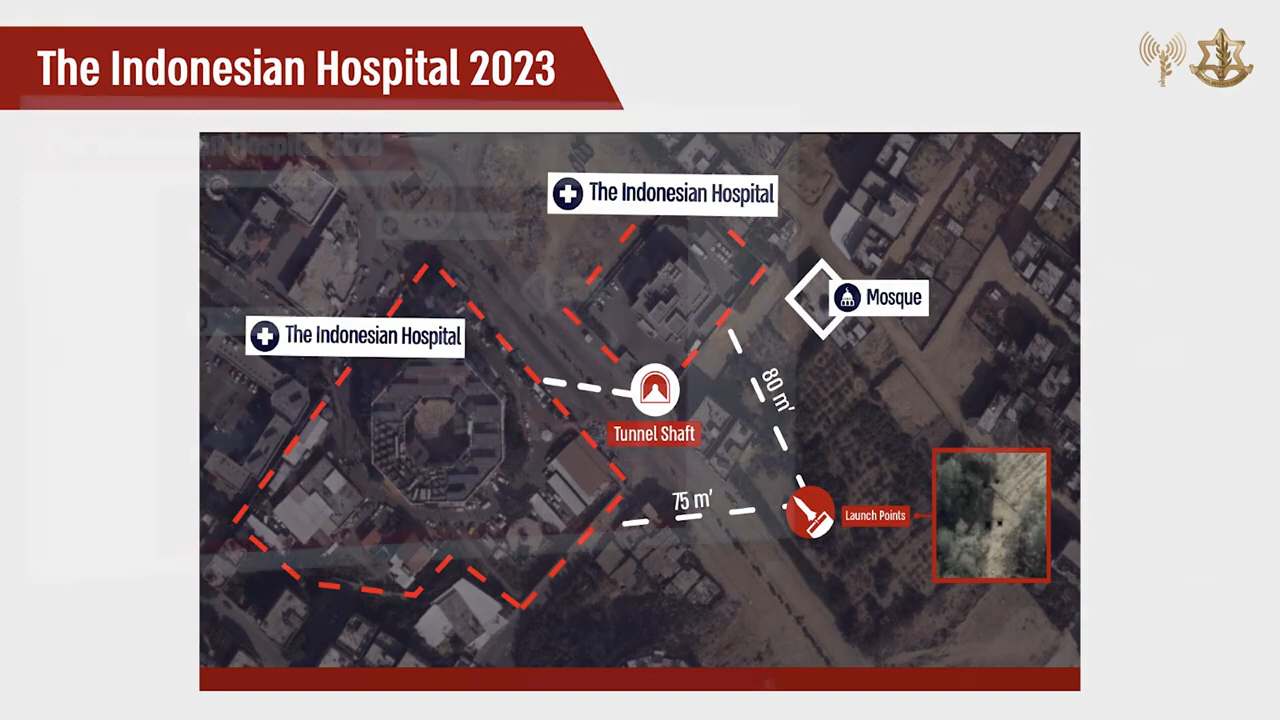 The Indonesian Hospital 2023
The Indonesian Hospital
Mosque
The Indonesian Hospital
80 m'
Tunnel Shaft
75 m'
Launch Points